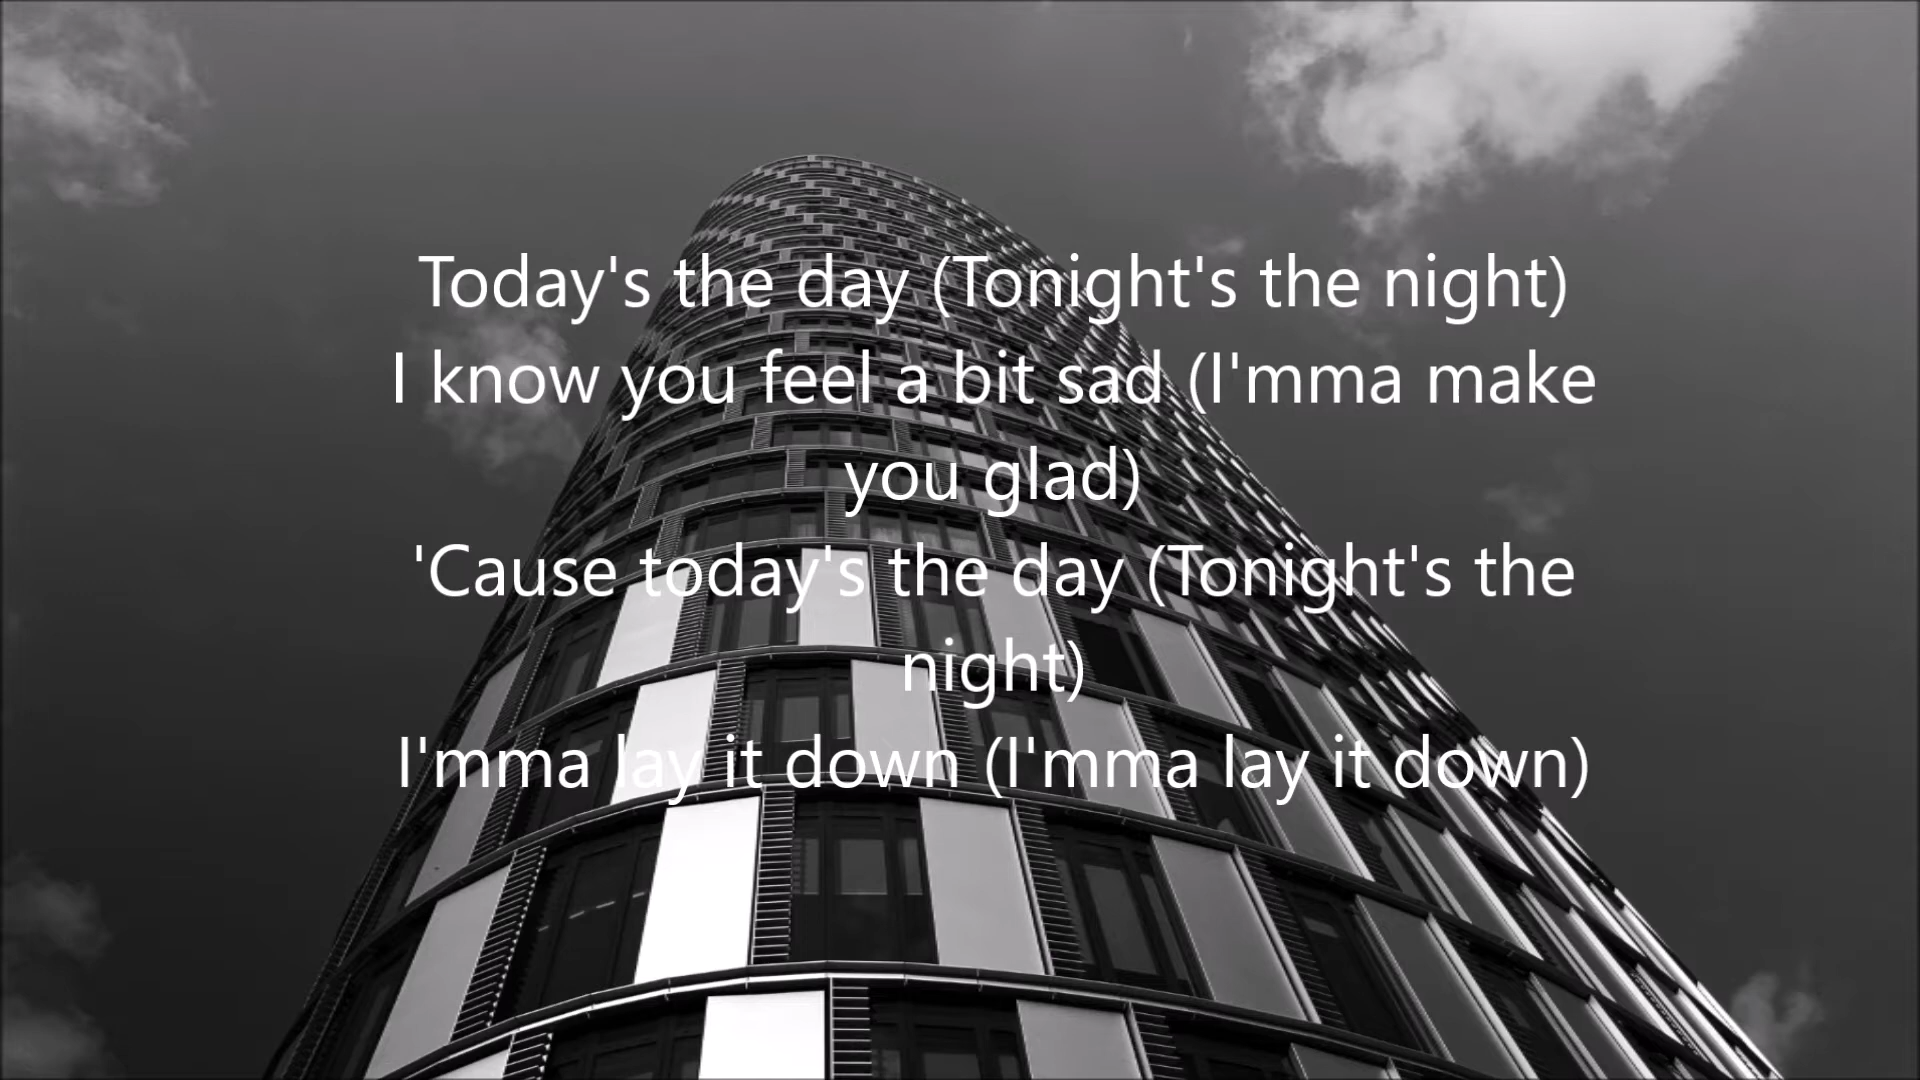 Today's the day (Tonight's the night)
I know you feel a bit sad (I'mma make
you glad)
'Cause today's the day (Tonight's the
night)
I'mma lay it down (I'mma lay it down)